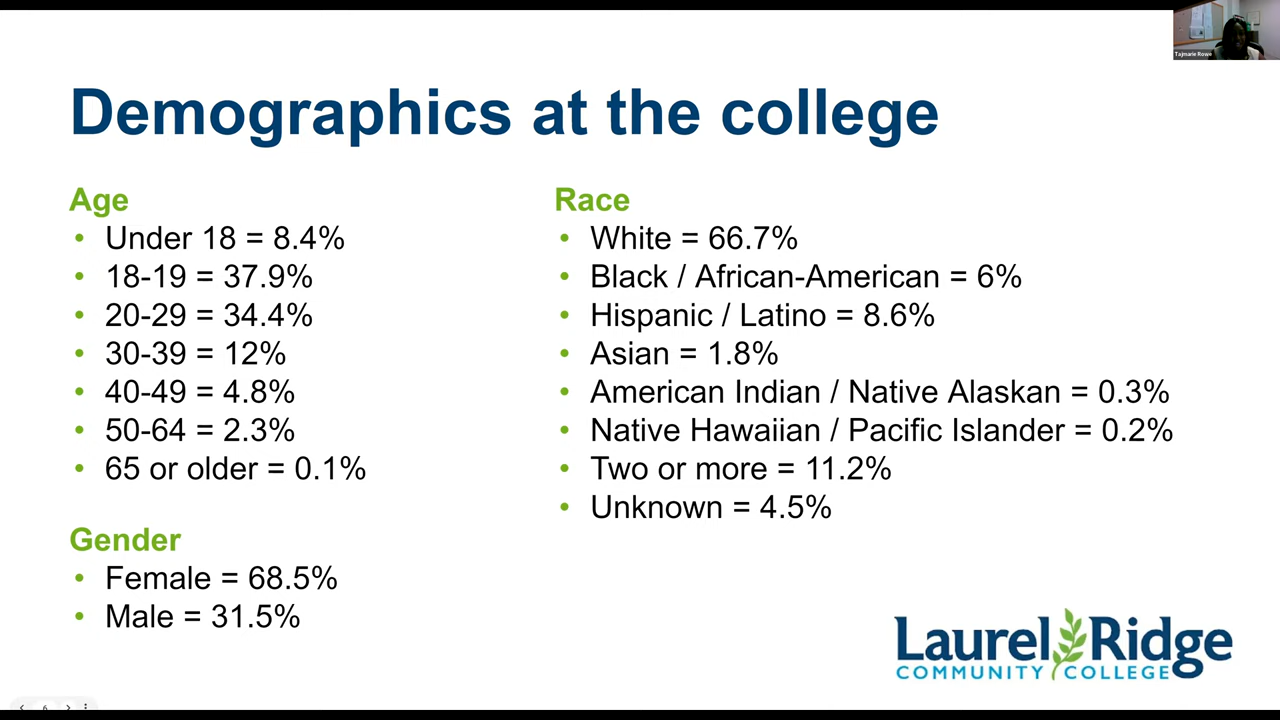 Tajmarie Rowe
Demographics at the college
Age
• Under 18 = 8.4%
• 18-19 = 37.9%
• 20-29 = 34.4%
• 30-39 = 12%
• 40-49 = 4.8%
• 50-64 = 2.3%
• 65 or older = 0.1%
Gender
• Female = 68.5%
• Male = 31.5%
Race
• White = 66.7%
• Black / African-American = 6%
• Hispanic / Latino = 8.6%
• Asian = 1.8%
• American Indian / Native Alaskan = 0.3%
• Native Hawaiian / Pacific Islander = 0.2%
• Two or more = 11.2%
• Unknown = 4.5%
Laurel Ridge
COMMUNITY COLLEGE
6